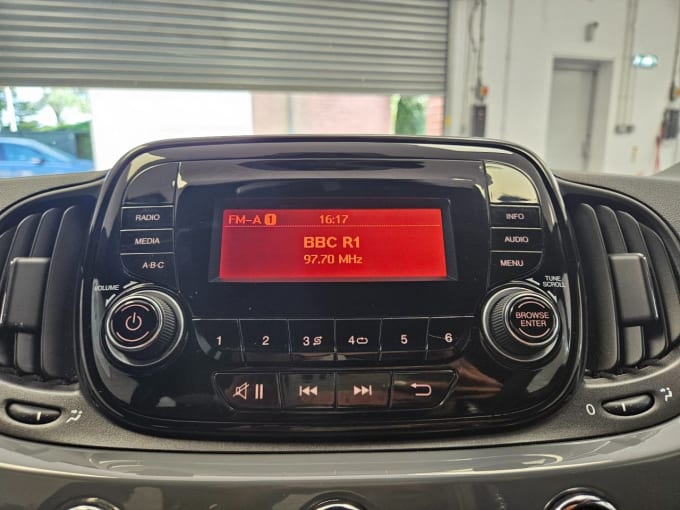 FM-A 1 16:17
BBC R1
97.70 MHz
RADIO
MEDIA
A-B-C
INFO
AUDIO
MENU
VOLUME
TUNE
SCROLL
BROWSE
ENTER
1 2 3 4 5 6
0